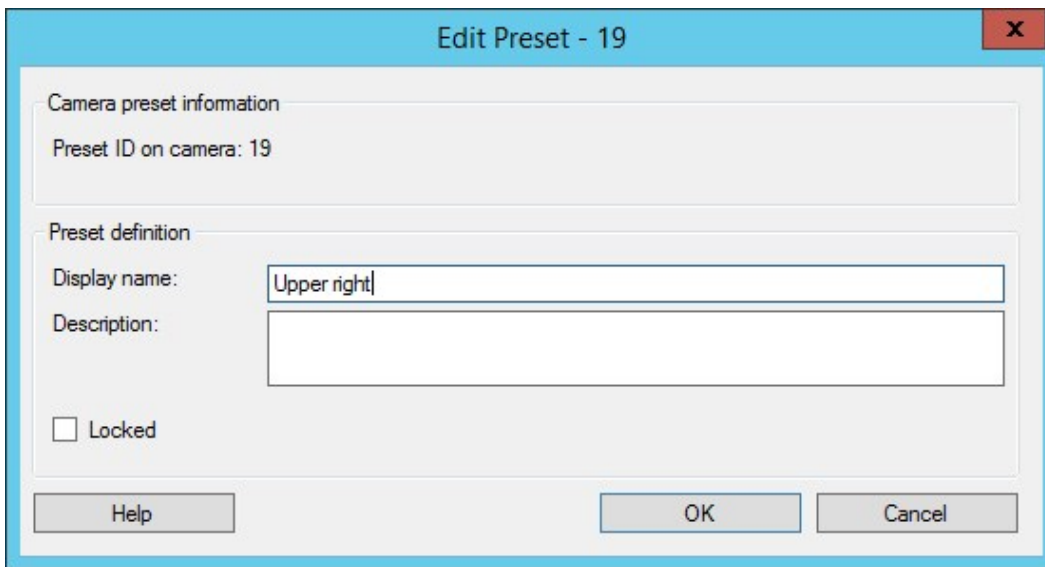 Edit Preset - 19
x
Camera preset information
Preset ID on camera: 19
Preset definition
Display name:
Upper right
Description:
Locked
Help
OK
Cancel